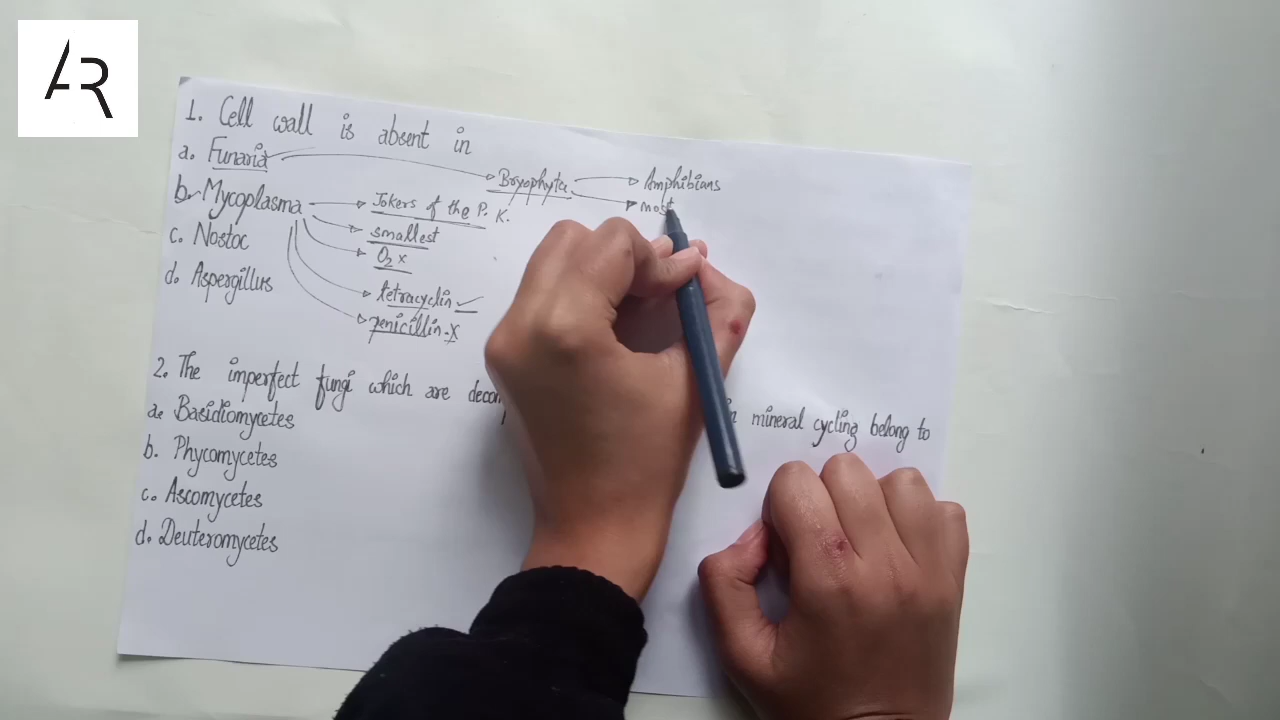 AR
1. Cell wall is absent in
a. Funaria Bryophyta Amphibians
b. Mycoplasma Jokers of the P. K. most
smallest
c. Nostoc O2 x
d. Aspergillus tetracyclin ✓
penicillin - x
2. The imperfect fungi which are mineral cycling belong to
a. Basidiomycetes
b. Phycomycetes
c. Ascomycetes
d. Deuteromycetes